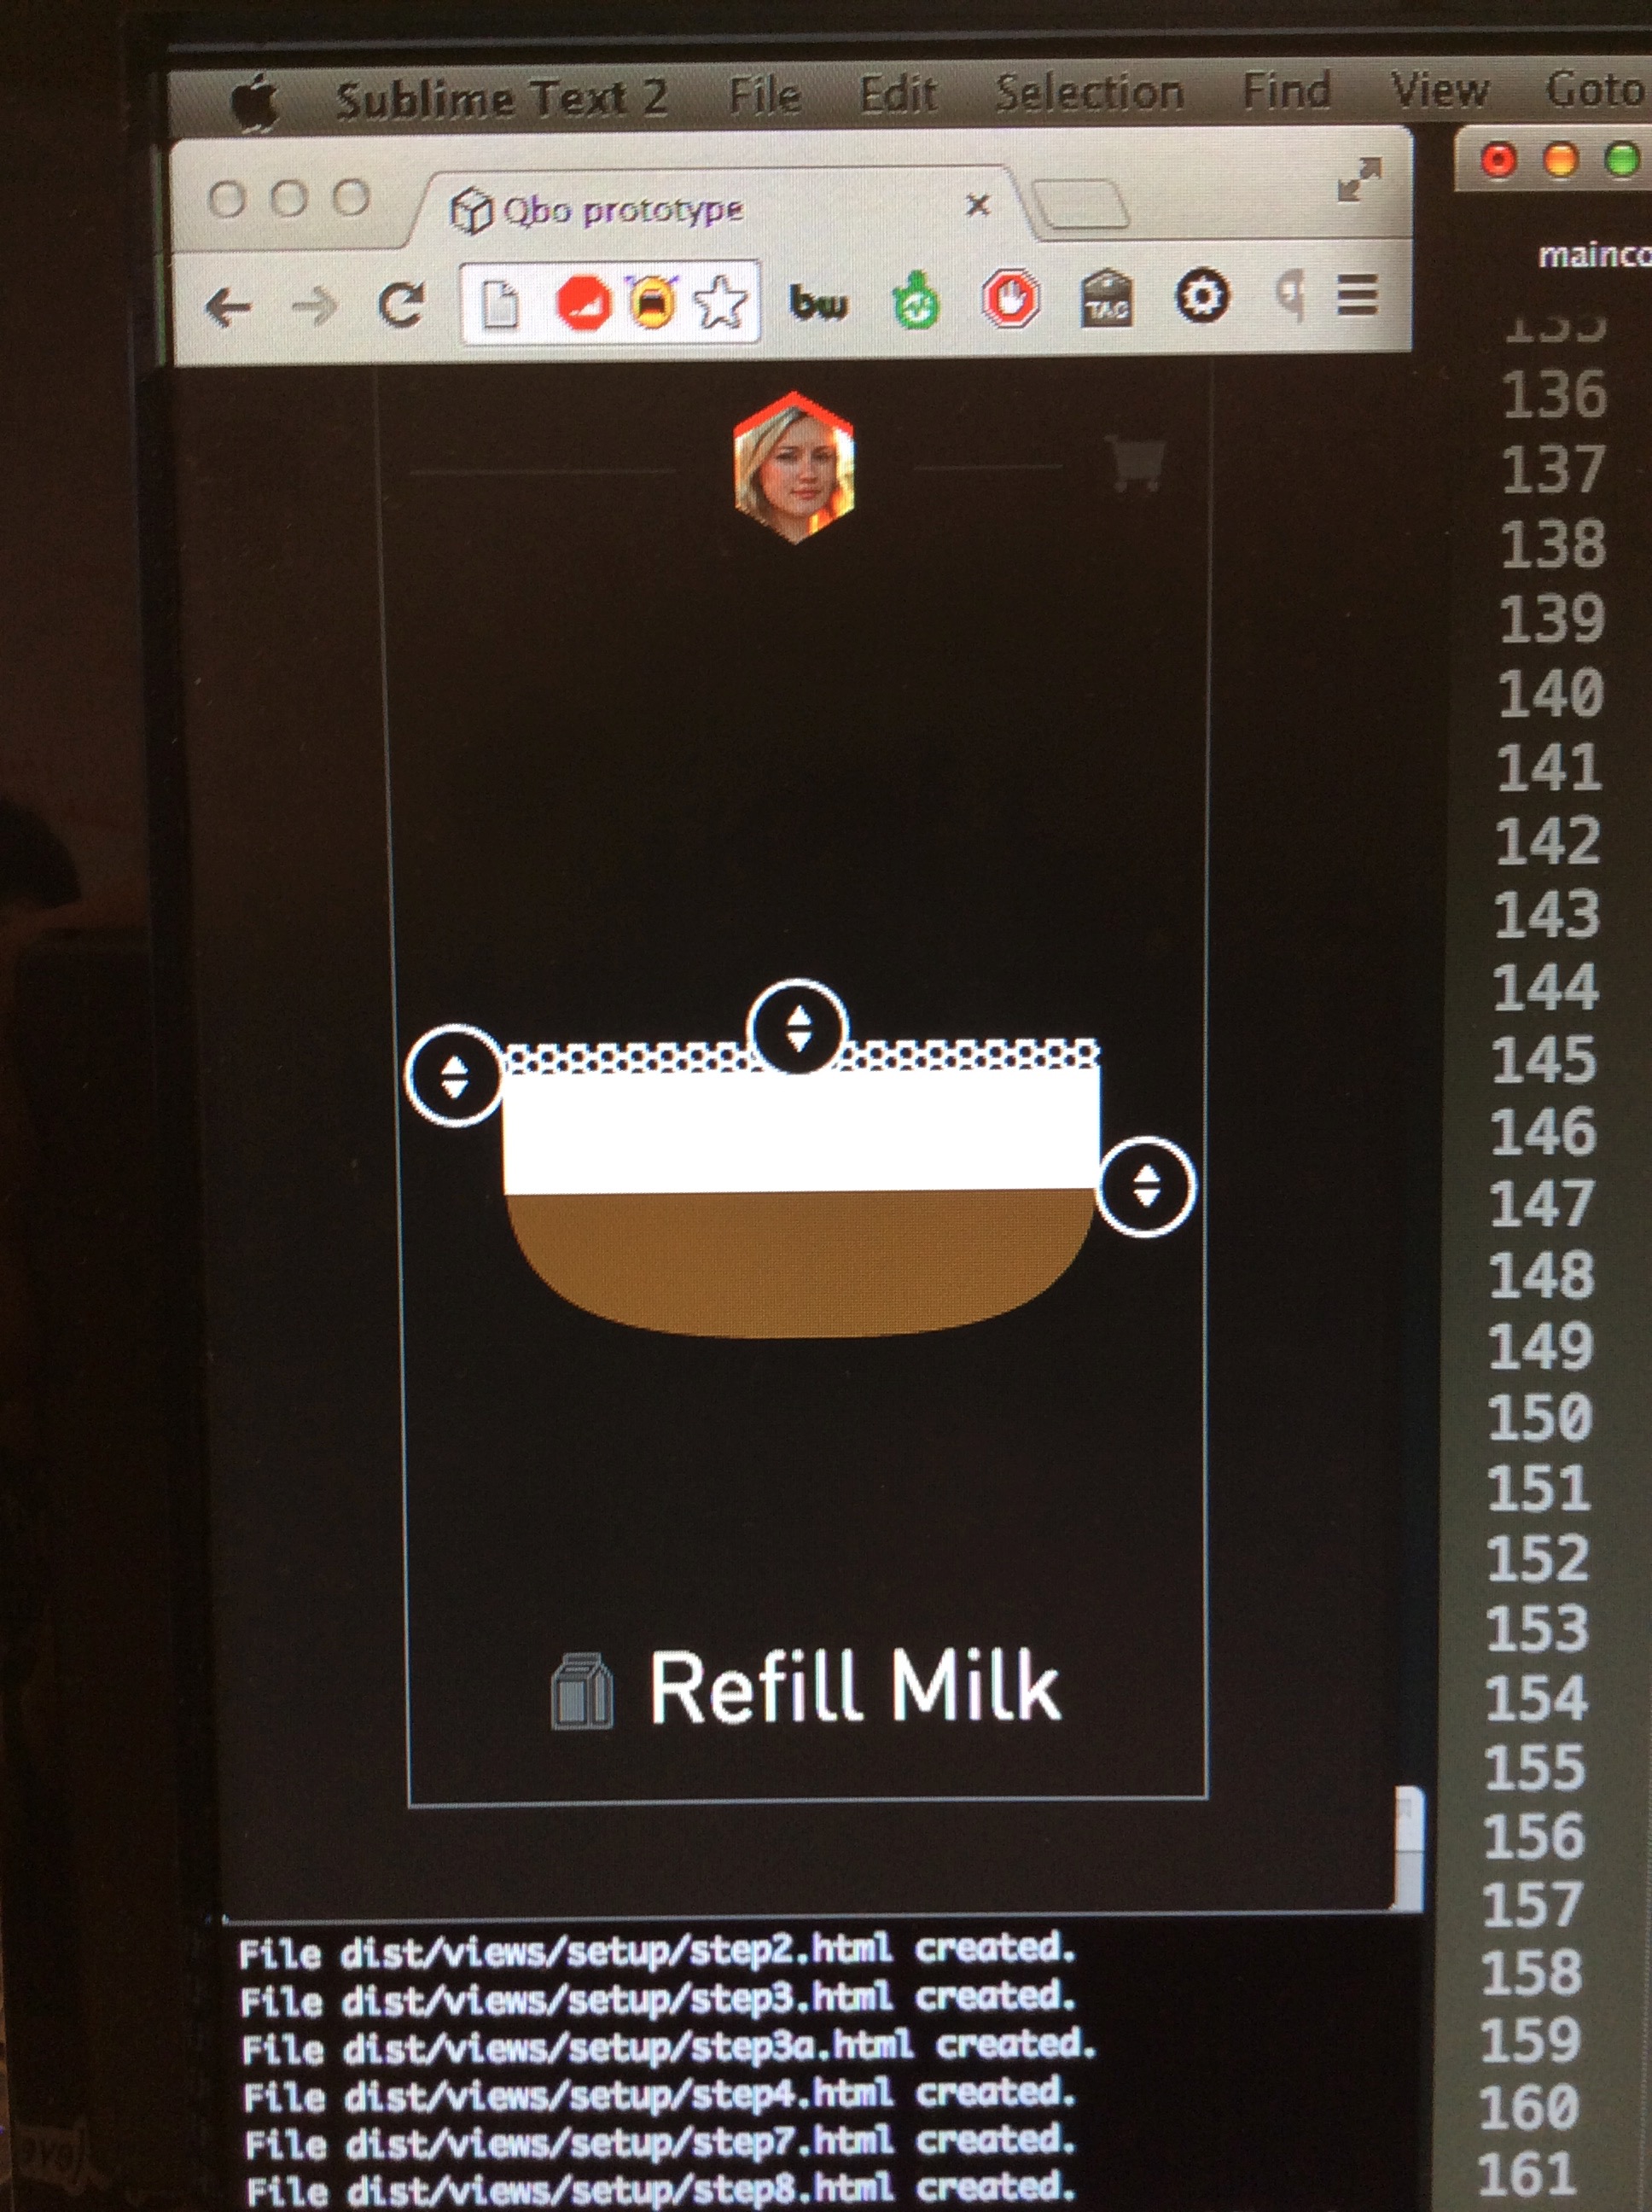 Sublime Text 2 File Edit Selection Find View Goto
Qbo prototype
mainco
bw
TAG
136
137
138
139
140
141
142
143
144
145
146
147
148
149
150
151
152
153
154
155
156
157
158
159
160
161
Refill Milk
File dist/views/setup/step2.html created.
File dist/views/setup/step3.html created.
File dist/views/setup/step3a.html created.
File dist/views/setup/step4.html created.
File dist/views/setup/step7.html created.
File dist/views/setup/step8.html created.